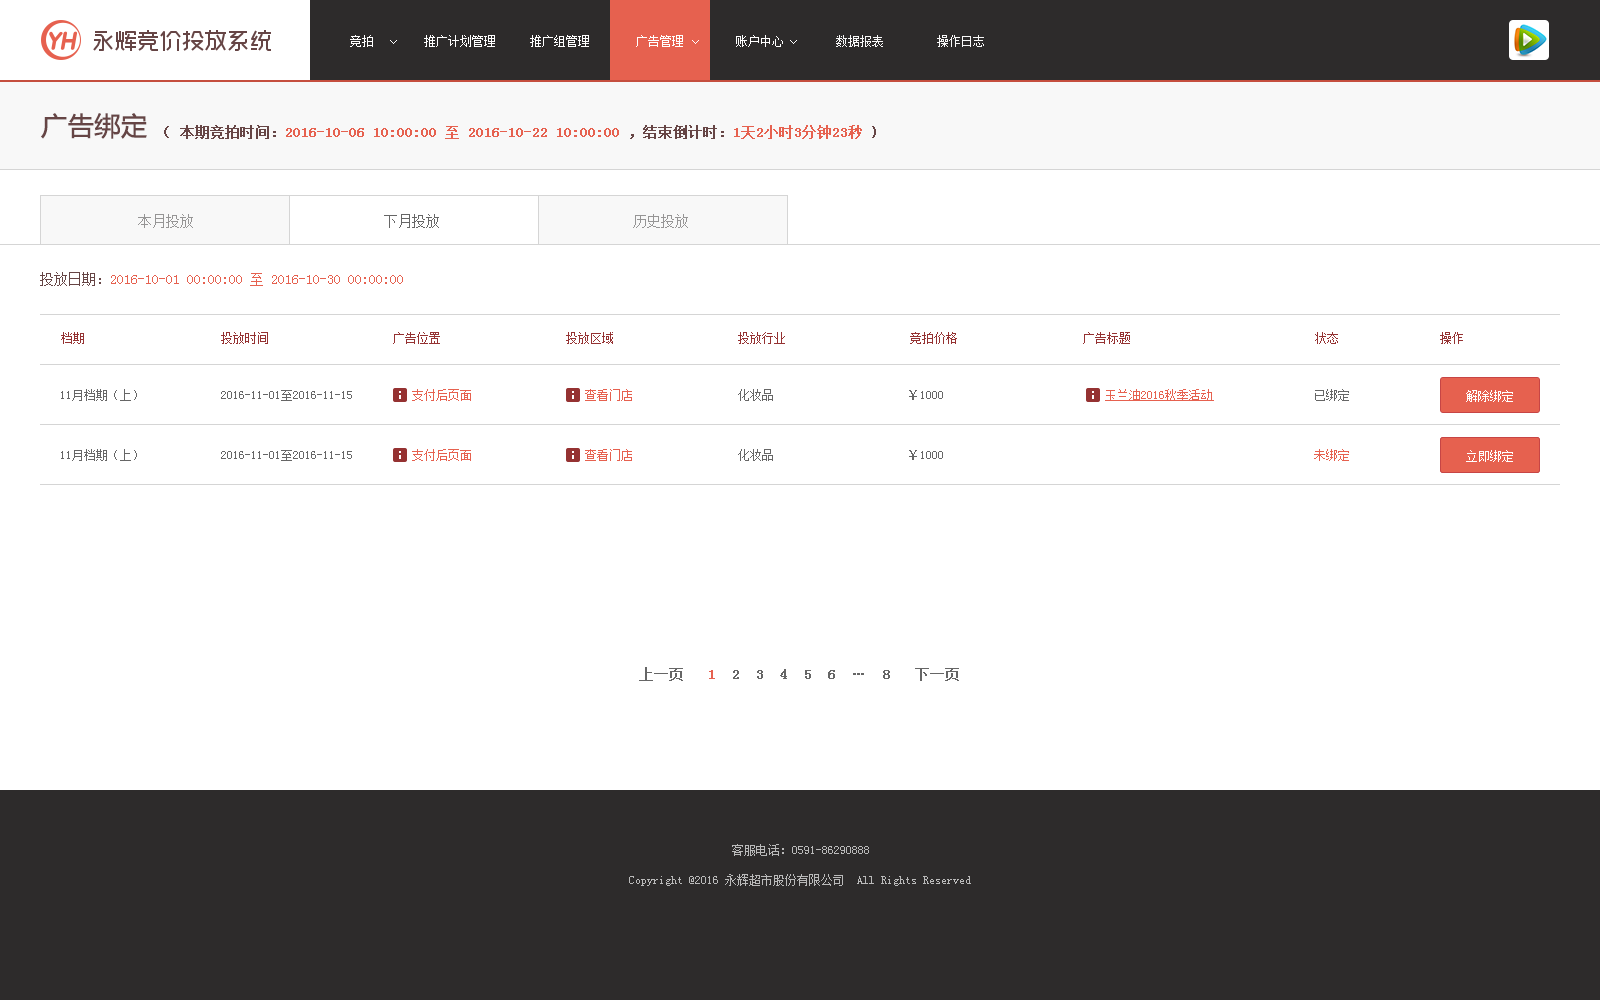 YH 永辉竞价投放系统 竞拍 推广计划管理 推广组管理 广告管理 账户中心 数据报表 操作日志
广告绑定 （ 本期竞拍时间：2016-10-06 10:00:00 至 2016-10-22 10:00:00 ，结束倒计时：1天2小时3分钟23秒 ）
本月投放 下月投放 历史投放
投放日期：2016-10-01 00:00:00 至 2016-10-30 00:00:00
档期 投放时间 广告位置 投放区域 投放行业 竞拍价格 广告标题 状态 操作
11月档期（上） 2016-11-01至2016-11-15 支付后页面 查看门店 化妆品 ￥1000 玉兰油2016秋季活动 已绑定 解除绑定
11月档期（上） 2016-11-01至2016-11-15 支付后页面 查看门店 化妆品 ￥1000 未绑定 立即绑定
上一页 1 2 3 4 5 6 … 8 下一页
客服电话：0591-86290888
Copyright @2016 永辉超市股份有限公司 All Rights Reserved